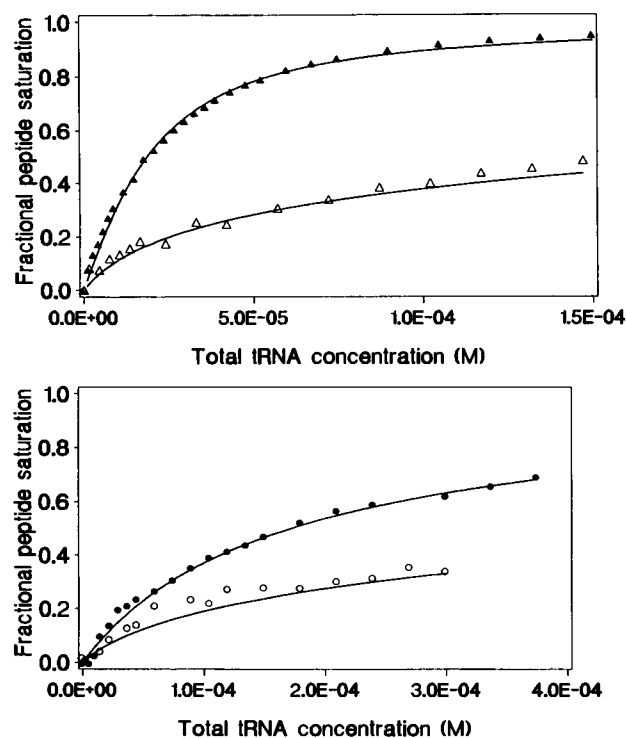 Fractional peptide saturation
1.0
0.8
0.6
0.4
0.2
0.0
0.0E+00 5.0E-05 1.0E-04 1.5E-04
Total tRNA concentration (M)
Fractional peptide saturation
1.0
0.8
0.6
0.4
0.2
0.0
0.0E+00 1.0E-04 2.0E-04 3.0E-04 4.0E-04
Total tRNA concentration (M)